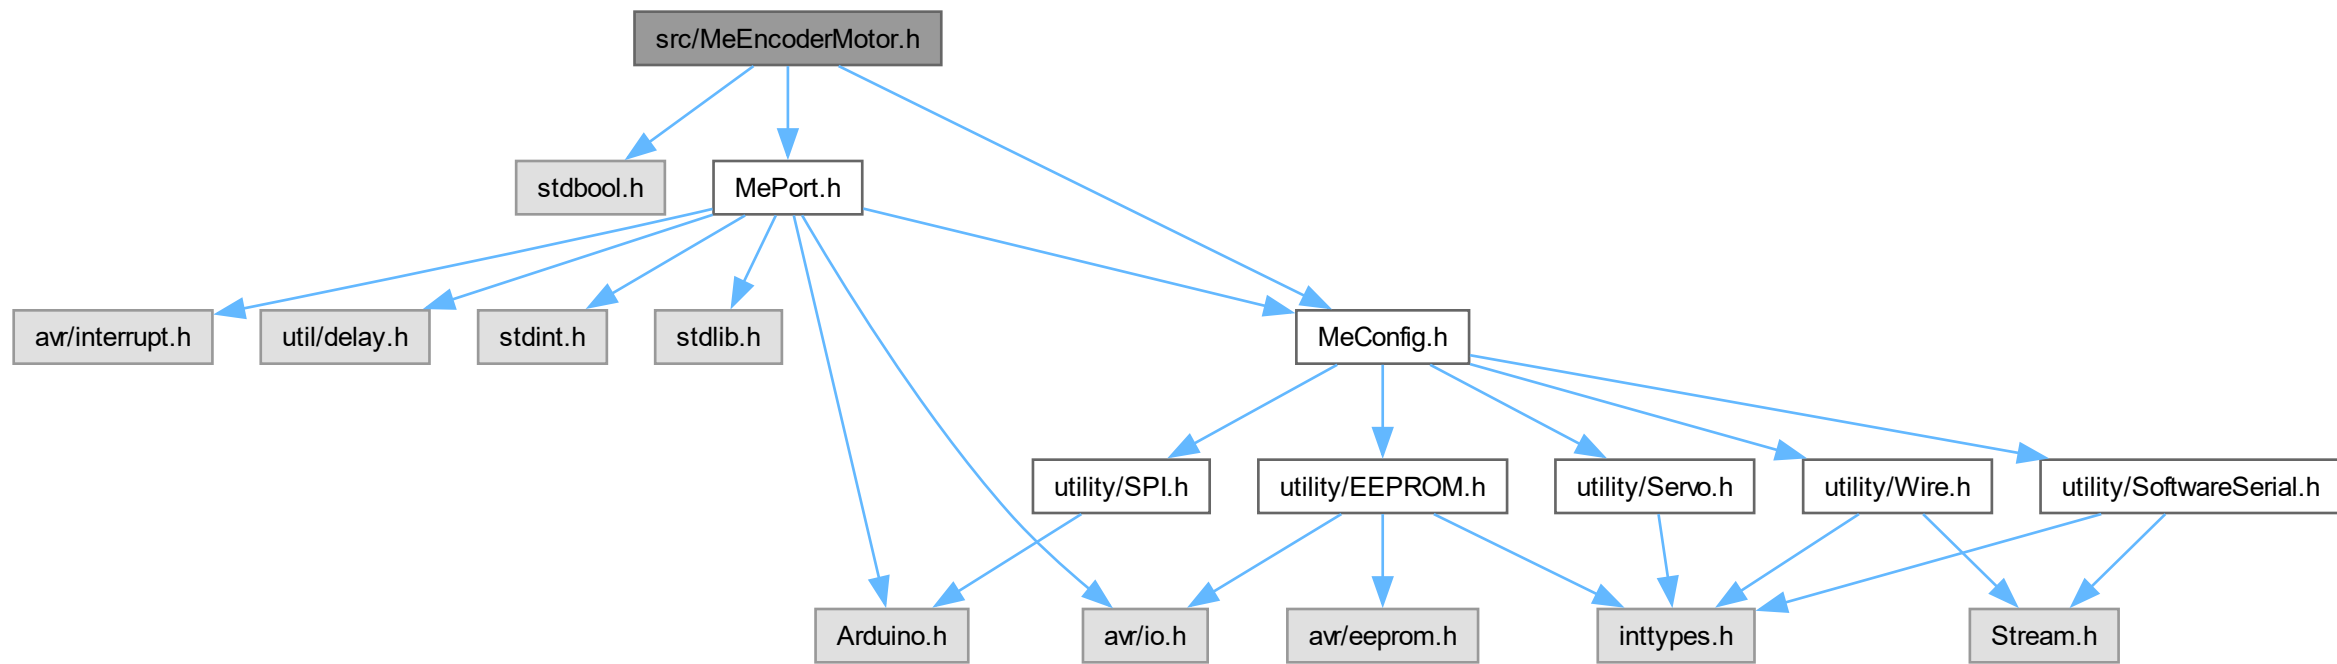 src/MeEncoderMotor.h
stdbool.h
MePort.h
avr/interrupt.h
util/delay.h
stdint.h
stdlib.h
MeConfig.h
utility/SPI.h
utility/EEPROM.h
utility/Servo.h
utility/Wire.h
utility/SoftwareSerial.h
Arduino.h
avr/io.h
avr/eeprom.h
inttypes.h
Stream.h